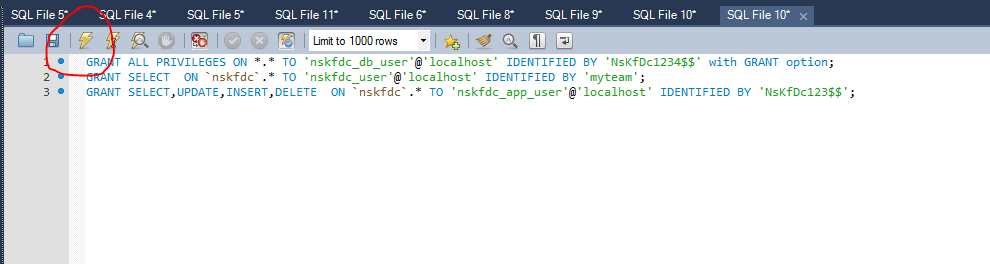 SQL File 5* SQL File 4* SQL File 5* SQL File 11* SQL File 6* SQL File 8* SQL File 9* SQL File 10* SQL File 10* ×
Limit to 1000 rows
1 GRANT ALL PRIVILEGES ON *.* TO 'nskfdc_db_user'@'localhost' IDENTIFIED BY 'NsKfDc1234$$' with GRANT option;
2 GRANT SELECT  ON `nskfdc`.* TO 'nskfdc_user'@'localhost' IDENTIFIED BY 'myteam';
3 GRANT SELECT,UPDATE,INSERT,DELETE  ON `nskfdc`.* TO 'nskfdc_app_user'@'localhost' IDENTIFIED BY 'NsKfDc123$$';